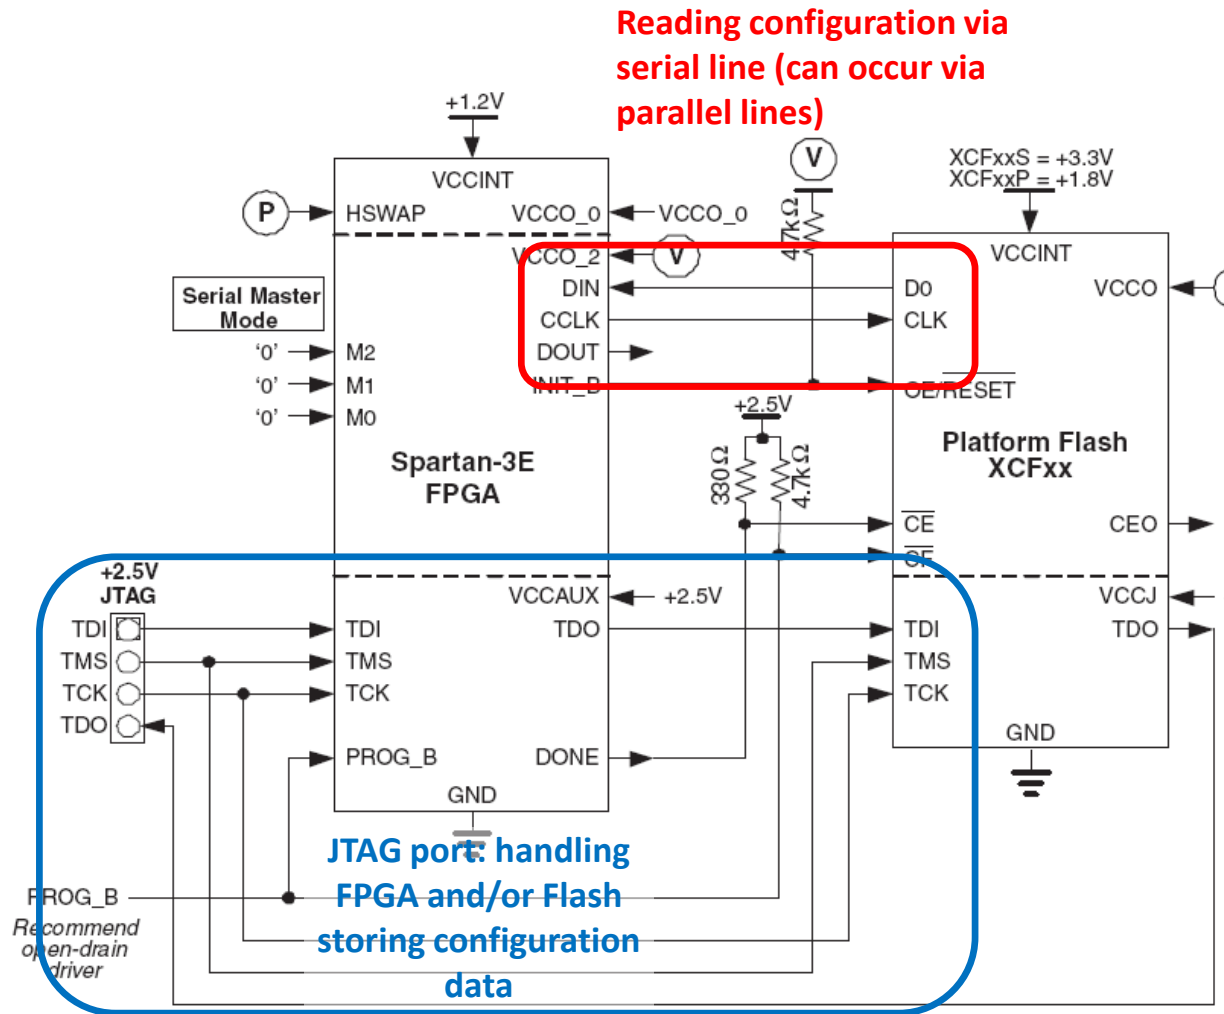 Reading configuration via
serial line (can occur via
parallel lines)
+1.2V
V
XCFxxS = +3.3V
XCFxxP = +1.8V
VCCINT
P
HSWAP
VCCO_0
VCCO_0
4.7kΩ
VCCO_2
V
VCCINT
Serial Master
Mode
DIN
D0
VCCO
CCLK
CLK
'0'
M2
DOUT
'0'
M1
INIT_B
OE/RESET
'0'
M0
+2.5V
Spartan-3E
FPGA
330Ω
4.7kΩ
Platform Flash
XCFxx
CE
CEO
CF
+2.5V
JTAG
VCCAUX
+2.5V
VCCJ
TDI
TDI
TDO
TDI
TDO
TMS
TMS
TMS
TCK
TCK
TCK
TDO
PROG_B
DONE
GND
GND
JTAG port: handling
FPGA and/or Flash
storing configuration
data
PROG_B
Recommend
open-drain
driver